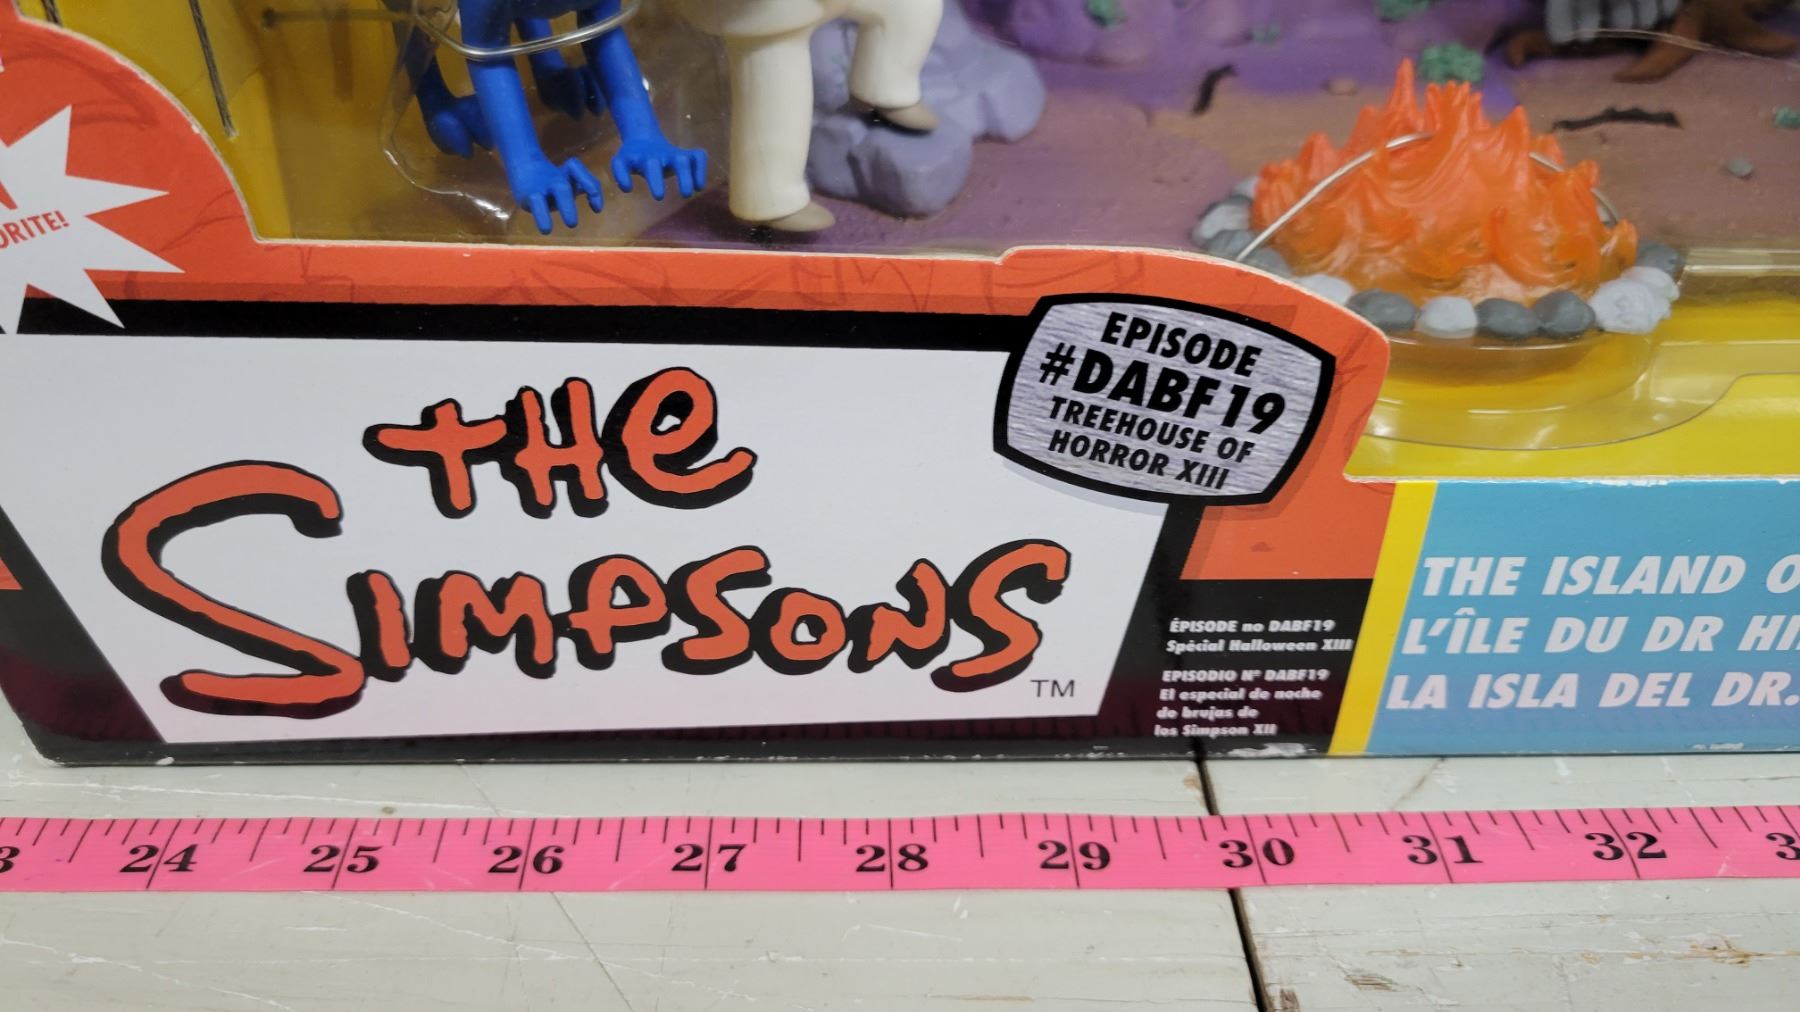 ORITE!
EPISODE
#DABF19
TREEHOUSE OF
HORROR XIII
THE
SIMPSONS
TM
ÉPISODE no DABF19
Spécial Halloween XIII
EPISODIO Nº DABF19
El especial de noche
de brujas de
los Simpson XII
THE ISLAND O
L'ÎLE DU DR HI
LA ISLA DEL DR.
3 24 25 26 27 28 29 30 31 32 3